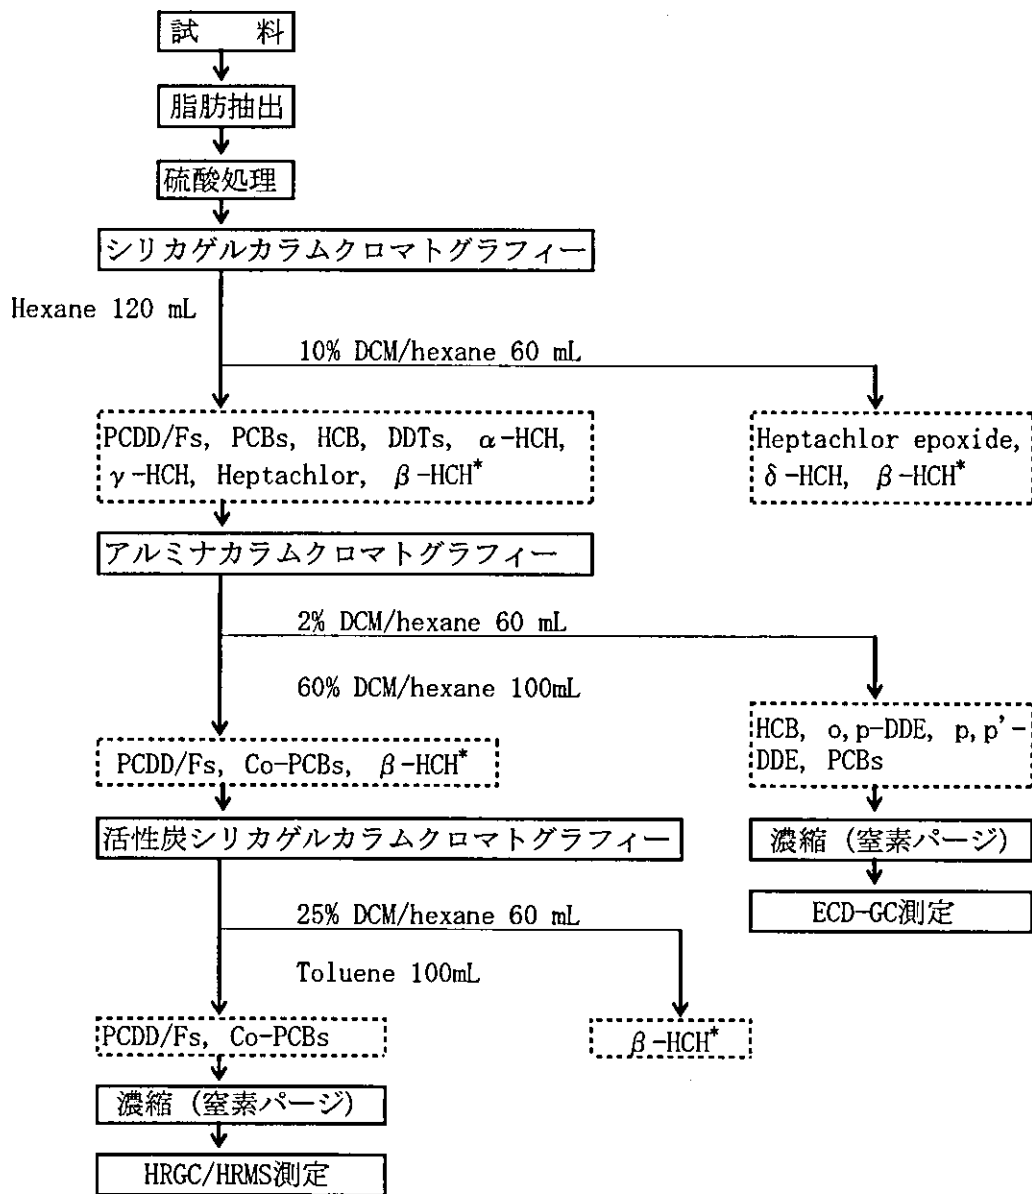 試　料
脂肪抽出
硫酸処理
シリカゲルカラムクロマトグラフィー
Hexane 120 mL
10% DCM/hexane 60 mL
PCDD/Fs, PCBs, HCB, DDTs, α-HCH,
γ-HCH, Heptachlor, β-HCH*
Heptachlor epoxide,
δ-HCH, β-HCH*
アルミナカラムクロマトグラフィー
2% DCM/hexane 60 mL
60% DCM/hexane 100mL
PCDD/Fs, Co-PCBs, β-HCH*
HCB, o,p-DDE, p,p'-
DDE, PCBs
活性炭シリカゲルカラムクロマトグラフィー
濃縮（窒素パージ）
ECD-GC測定
25% DCM/hexane 60 mL
Toluene 100mL
PCDD/Fs, Co-PCBs
β-HCH*
濃縮（窒素パージ）
HRGC/HRMS測定